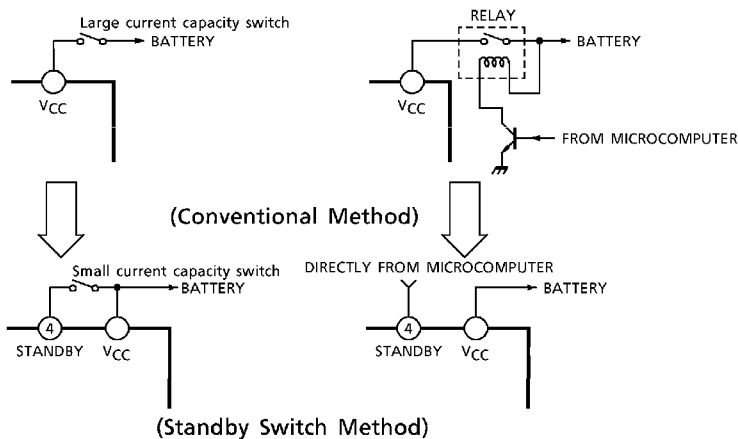 Large current capacity switch
BATTERY
VCC
RELAY
BATTERY
VCC
FROM MICROCOMPUTER
(Conventional Method)
Small current capacity switch
BATTERY
4
STANDBY VCC
DIRECTLY FROM MICROCOMPUTER
BATTERY
4
STANDBY VCC
(Standby Switch Method)